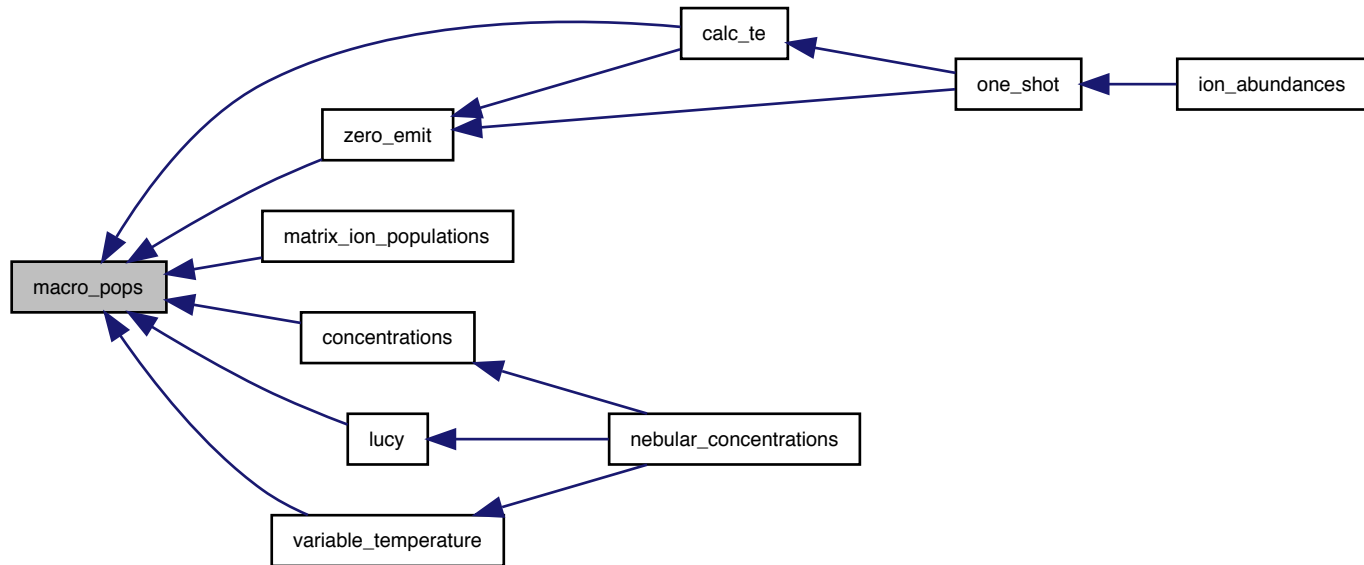 calc_te
one_shot
ion_abundances
zero_emit
matrix_ion_populations
macro_pops
concentrations
lucy
nebular_concentrations
variable_temperature